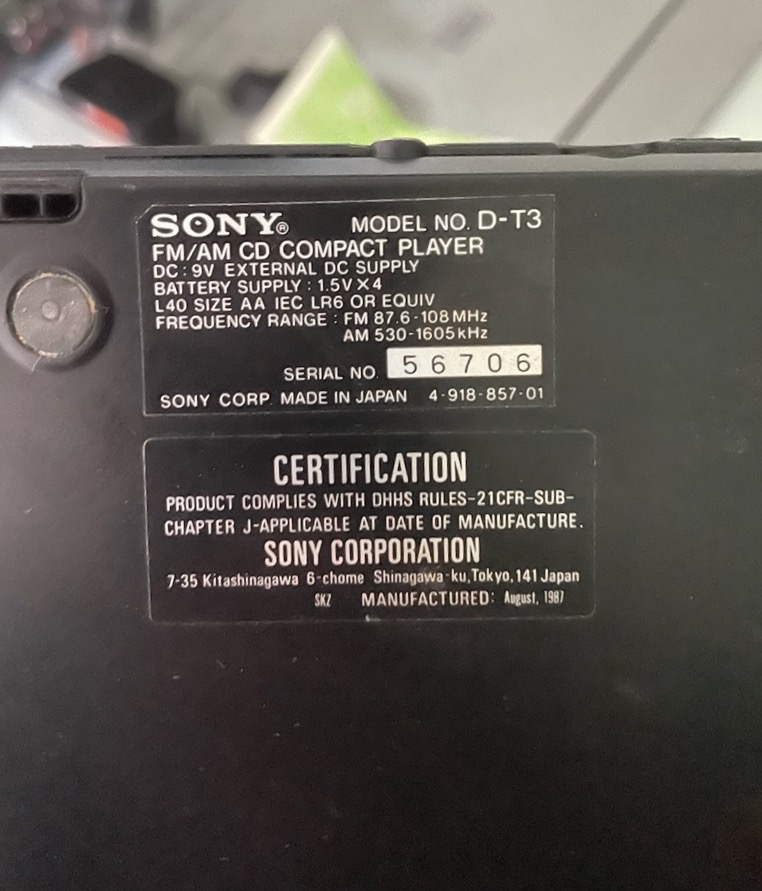 SONY® MODEL NO. D-T3
FM/AM CD COMPACT PLAYER
DC : 9V EXTERNAL DC SUPPLY
BATTERY SUPPLY : 1.5V X 4
L40 SIZE AA IEC LR6 OR EQUIV
FREQUENCY RANGE : FM 87.6-108 MHz
AM 530-1605 kHz
SERIAL NO. 56706
SONY CORP. MADE IN JAPAN 4-918-857-01
CERTIFICATION
PRODUCT COMPLIES WITH DHHS RULES-21CFR-SUB-
CHAPTER J-APPLICABLE AT DATE OF MANUFACTURE.
SONY CORPORATION
7-35 Kitashinagawa 6-chome Shinagawa-ku, Tokyo, 141 Japan
SKZ MANUFACTURED: August, 1987